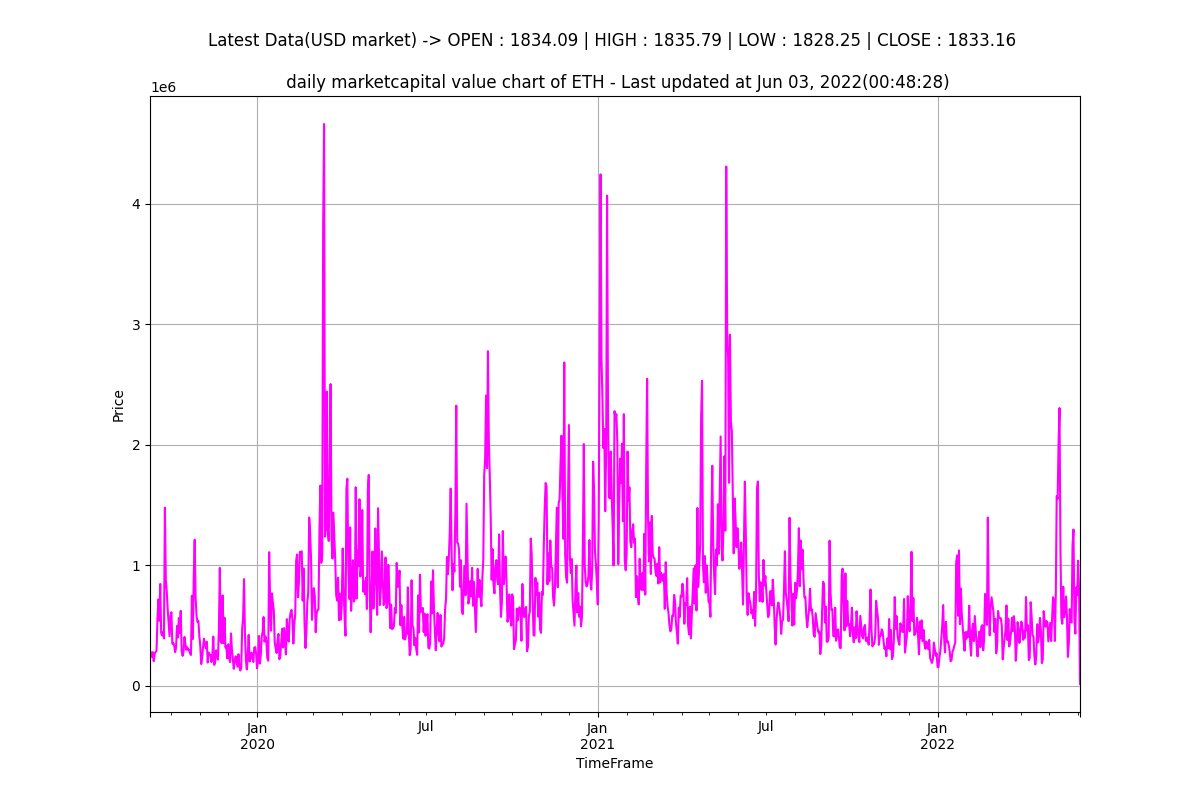 Latest Data(USD market) -> OPEN : 1834.09 | HIGH : 1835.79 | LOW : 1828.25 | CLOSE : 1833.16
daily marketcapital value chart of ETH - Last updated at Jun 03, 2022(00:48:28)
1e6
4
3
2
1
0
Price
Jan
2020
Jul
Jan
2021
Jul
Jan
2022
TimeFrame